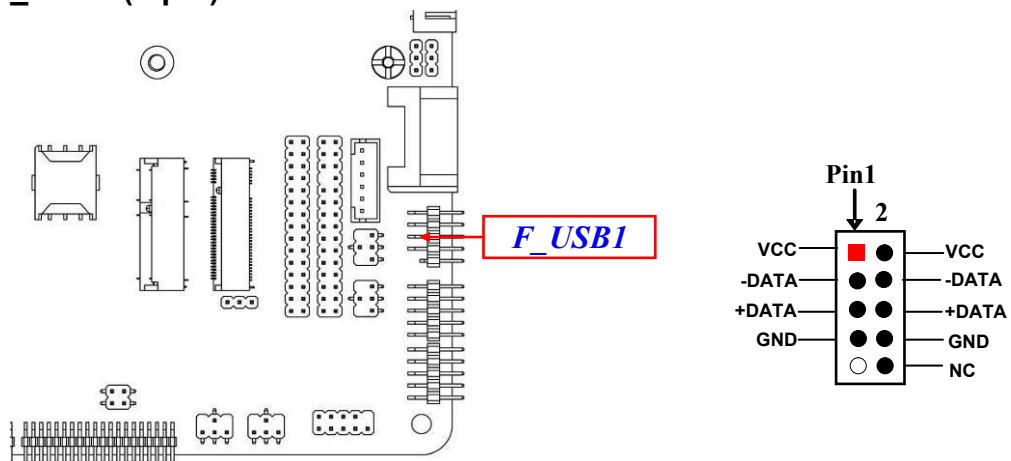 F_USB1
Pin1
2
VCC
VCC
-DATA
-DATA
+DATA
+DATA
GND
GND
NC